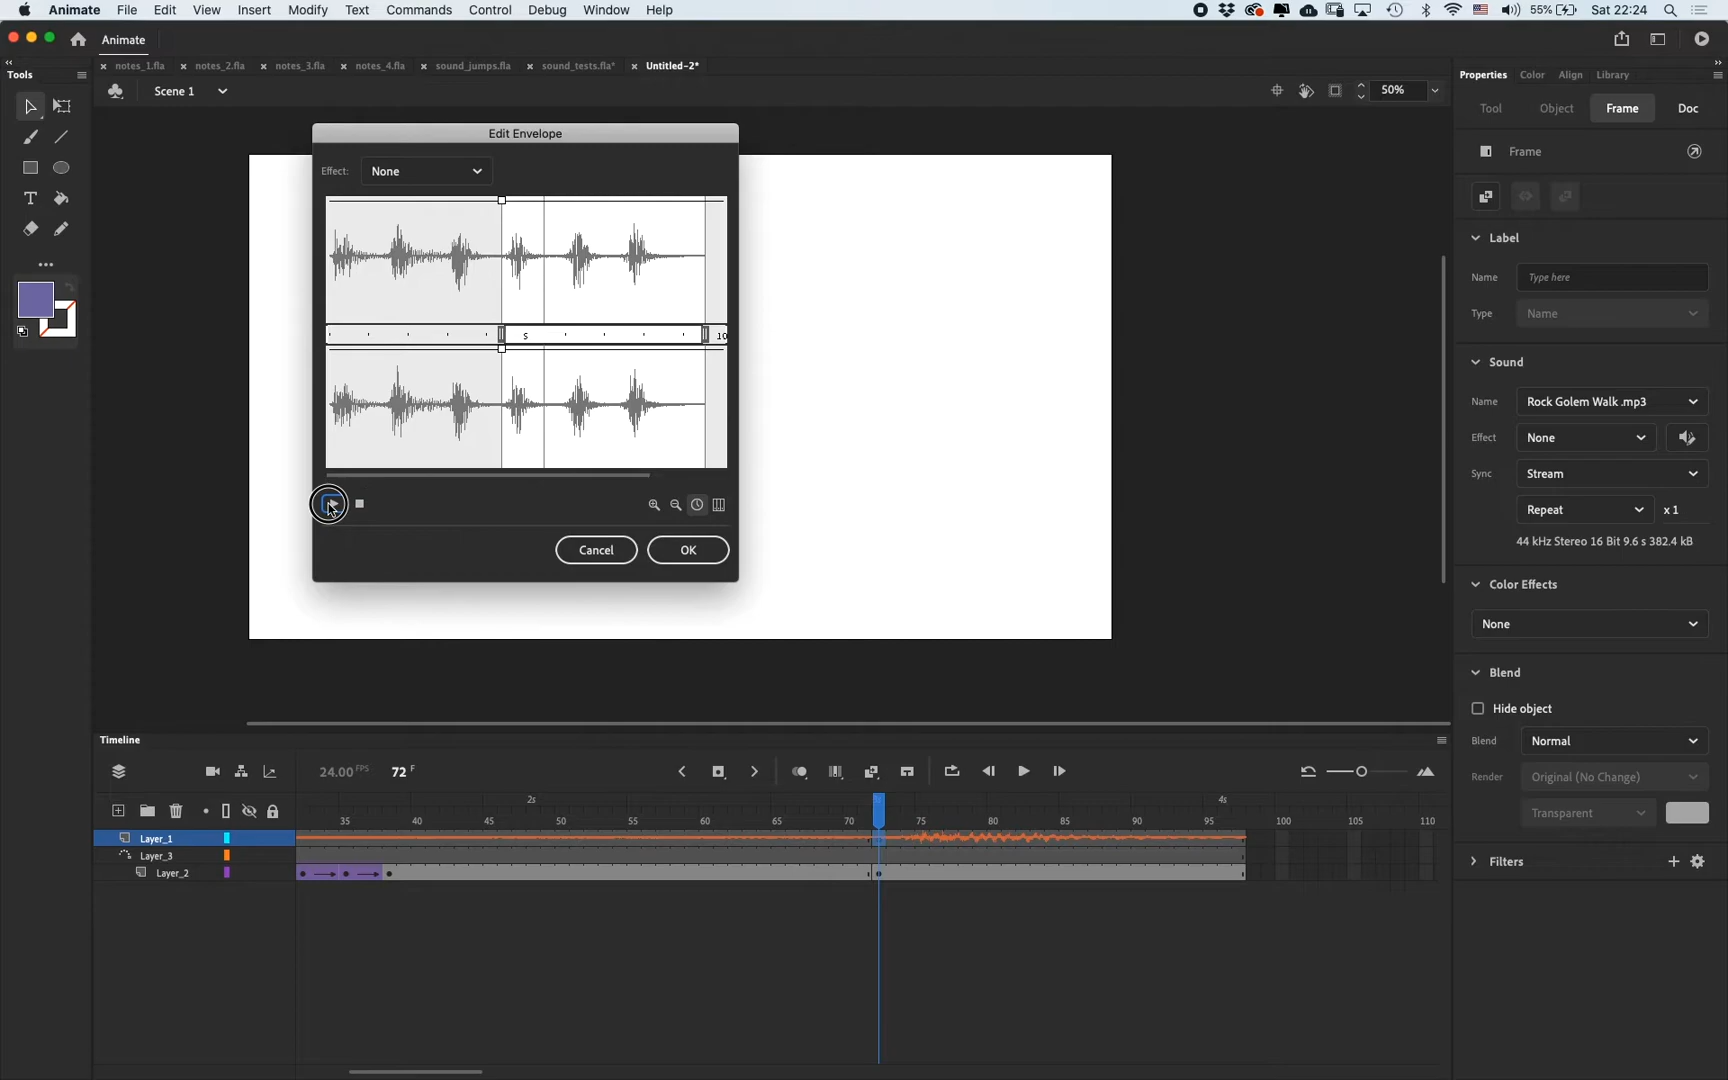 Animate File Edit View Insert Modify Text Commands Control Debug Window Help 55% Sat 22:24
Animate
Tools
notes_1.fla notes_2.fla notes_3.fla notes_4.fla sound_jumps.fla sound_tests.fla* Untitled-2*
Properties Color Align Library
Scene 1 50%
Tool Object Frame Doc
Edit Envelope
Frame
Effect: None
Label
Name Type here
Type Name
S 10
Sound
Name Rock Golem Walk .mp3
Effect None
Sync Stream
Repeat x 1
44 kHz Stereo 16 Bit 9.6 s 382.4 kB
Cancel OK
Color Effects
None
Blend
Hide object
Blend Normal
Render Original (No Change)
Transparent
Filters
Timeline
24.00 FPS 72 F
2s 4s
35 40 45 50 55 60 65 70 75 80 85 90 95 100 105 110
Layer_1
Layer_3
Layer_2